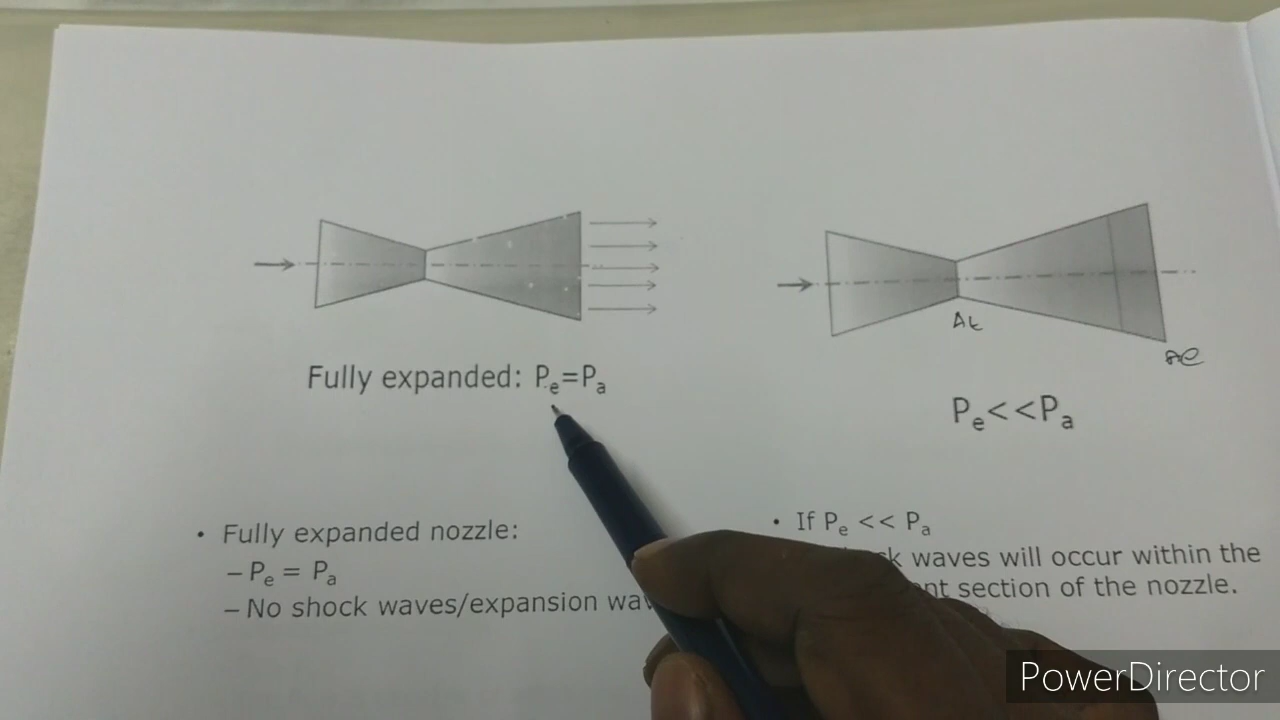 At
Ae
Fully expanded: Pe=Pa
Pe<<Pa
• Fully expanded nozzle:
– Pe = Pa
– No shock waves/expansion
• If Pe << Pa
waves will occur within the
section of the nozzle.
PowerDirector